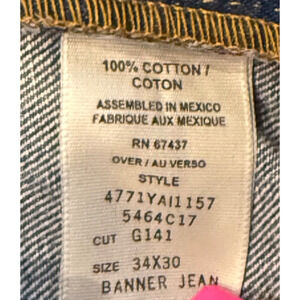 100% COTTON /
COTON
ASSEMBLED IN MEXICO
FABRIQUE AUX MEXIQUE
RN 67437
OVER / AU VERSO
STYLE
4771YAI1157
5464C17
CUT G141
SIZE 34X30
BANNER JEAN